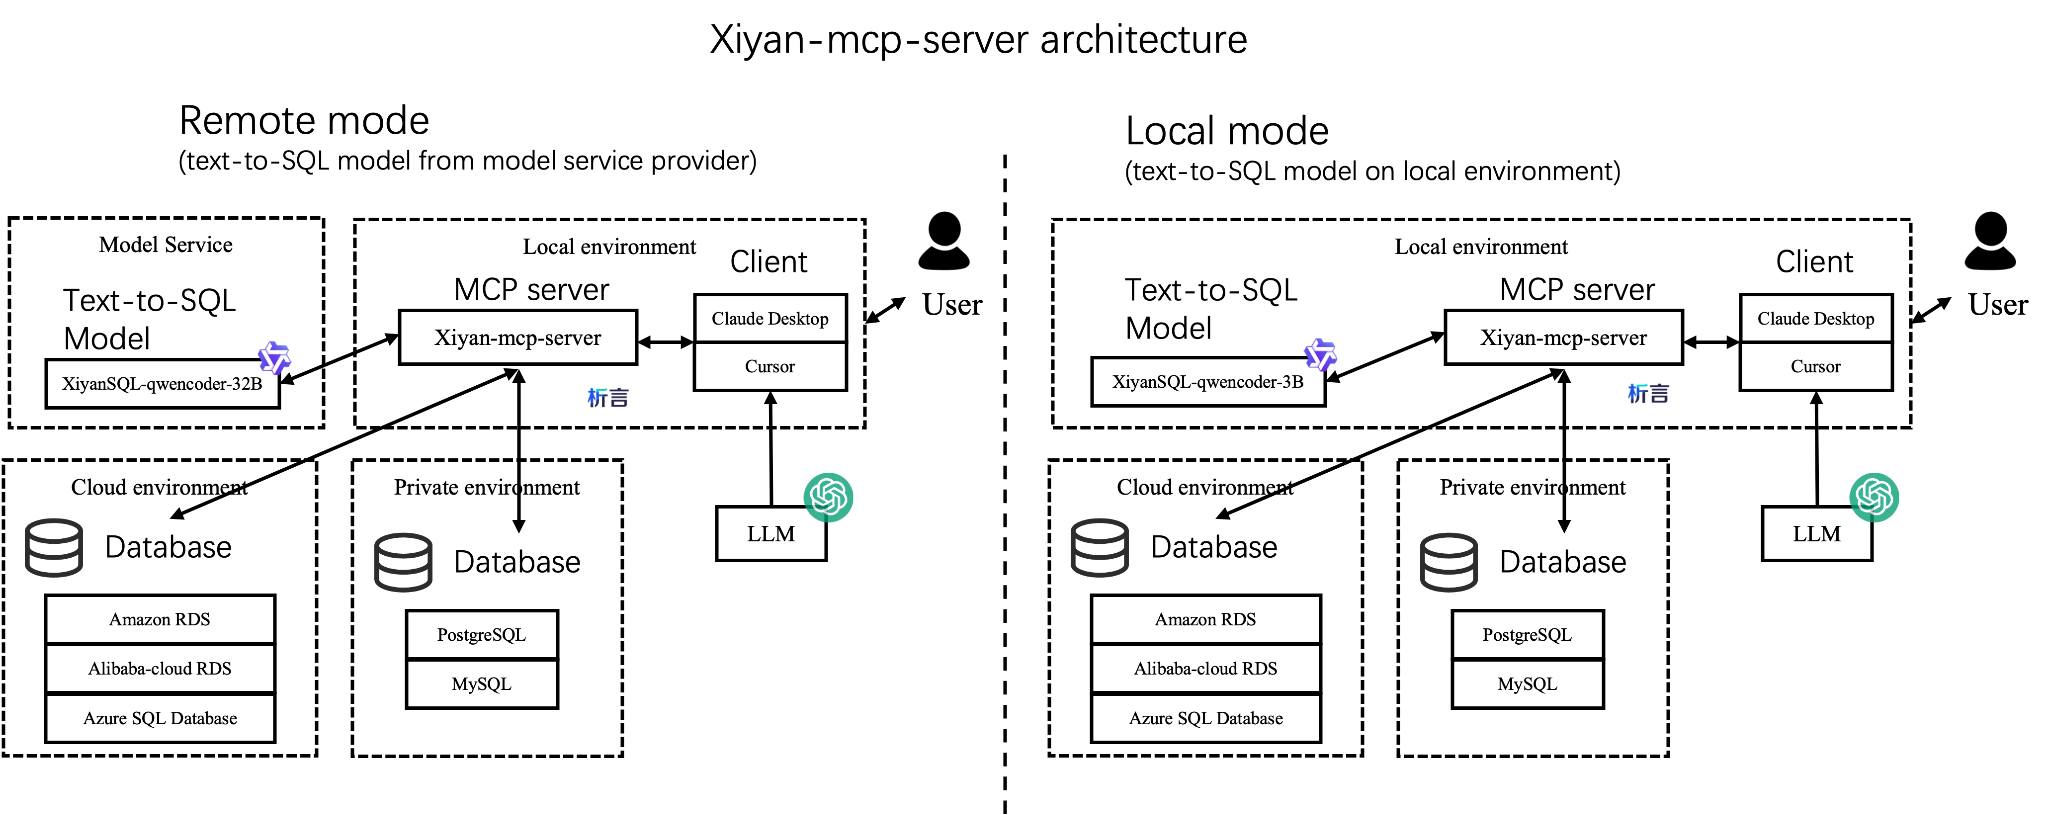 Xiyan-mcp-server architecture
Remote mode
(text-to-SQL model from model service provider)
Model Service
Text-to-SQL
Model
XiyanSQL-qwencoder-32B
Local environment
MCP server
Xiyan-mcp-server
析言
Client
Claude Desktop
Cursor
User
Cloud environment
Database
Amazon RDS
Alibaba-cloud RDS
Azure SQL Database
Private environment
Database
PostgreSQL
MySQL
LLM
Local mode
(text-to-SQL model on local environment)
Local environment
Text-to-SQL
Model
XiyanSQL-qwencoder-3B
MCP server
Xiyan-mcp-server
析言
Client
Claude Desktop
Cursor
User
Cloud environment
Database
Amazon RDS
Alibaba-cloud RDS
Azure SQL Database
Private environment
Database
PostgreSQL
MySQL
LLM